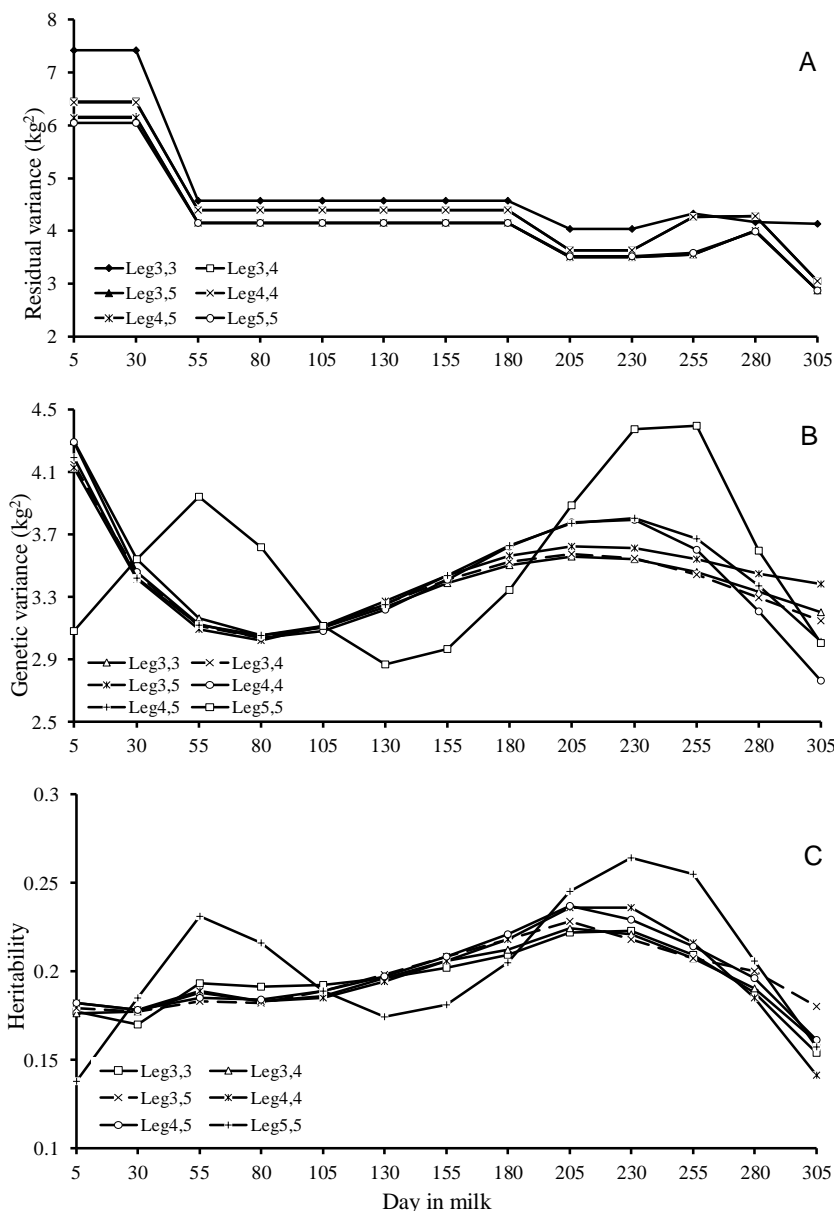 A
Residual variance (kg²)
8
7
6
5
4
3
2
Leg3,3 Leg3,4
Leg3,5 Leg4,4
Leg4,5 Leg5,5
5 30 55 80 105 130 155 180 205 230 255 280 305
B
Genetic variance (kg²)
4.5
4.1
3.7
3.3
2.9
2.5
Leg3,3 Leg3,4
Leg3,5 Leg4,4
Leg4,5 Leg5,5
5 30 55 80 105 130 155 180 205 230 255 280 305
C
Heritability
0.3
0.25
0.2
0.15
0.1
Leg3,3 Leg3,4
Leg3,5 Leg4,4
Leg4,5 Leg5,5
5 30 55 80 105 130 155 180 205 230 255 280 305
Day in milk